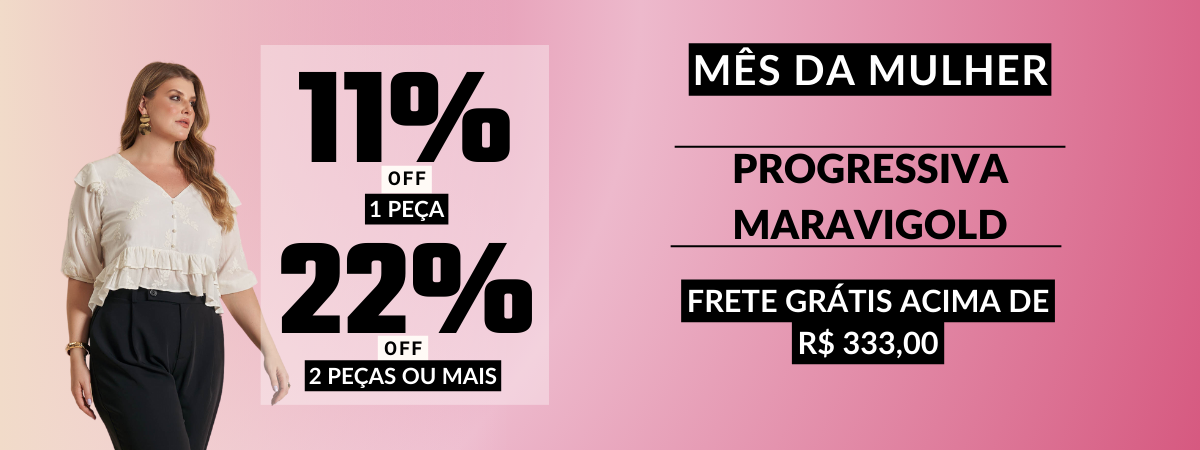 11%
OFF
1 PEÇA
22%
OFF
2 PEÇAS OU MAIS
MÊS DA MULHER
PROGRESSIVA
MARAVIGOLD
FRETE GRÁTIS ACIMA DE
R$ 333,00